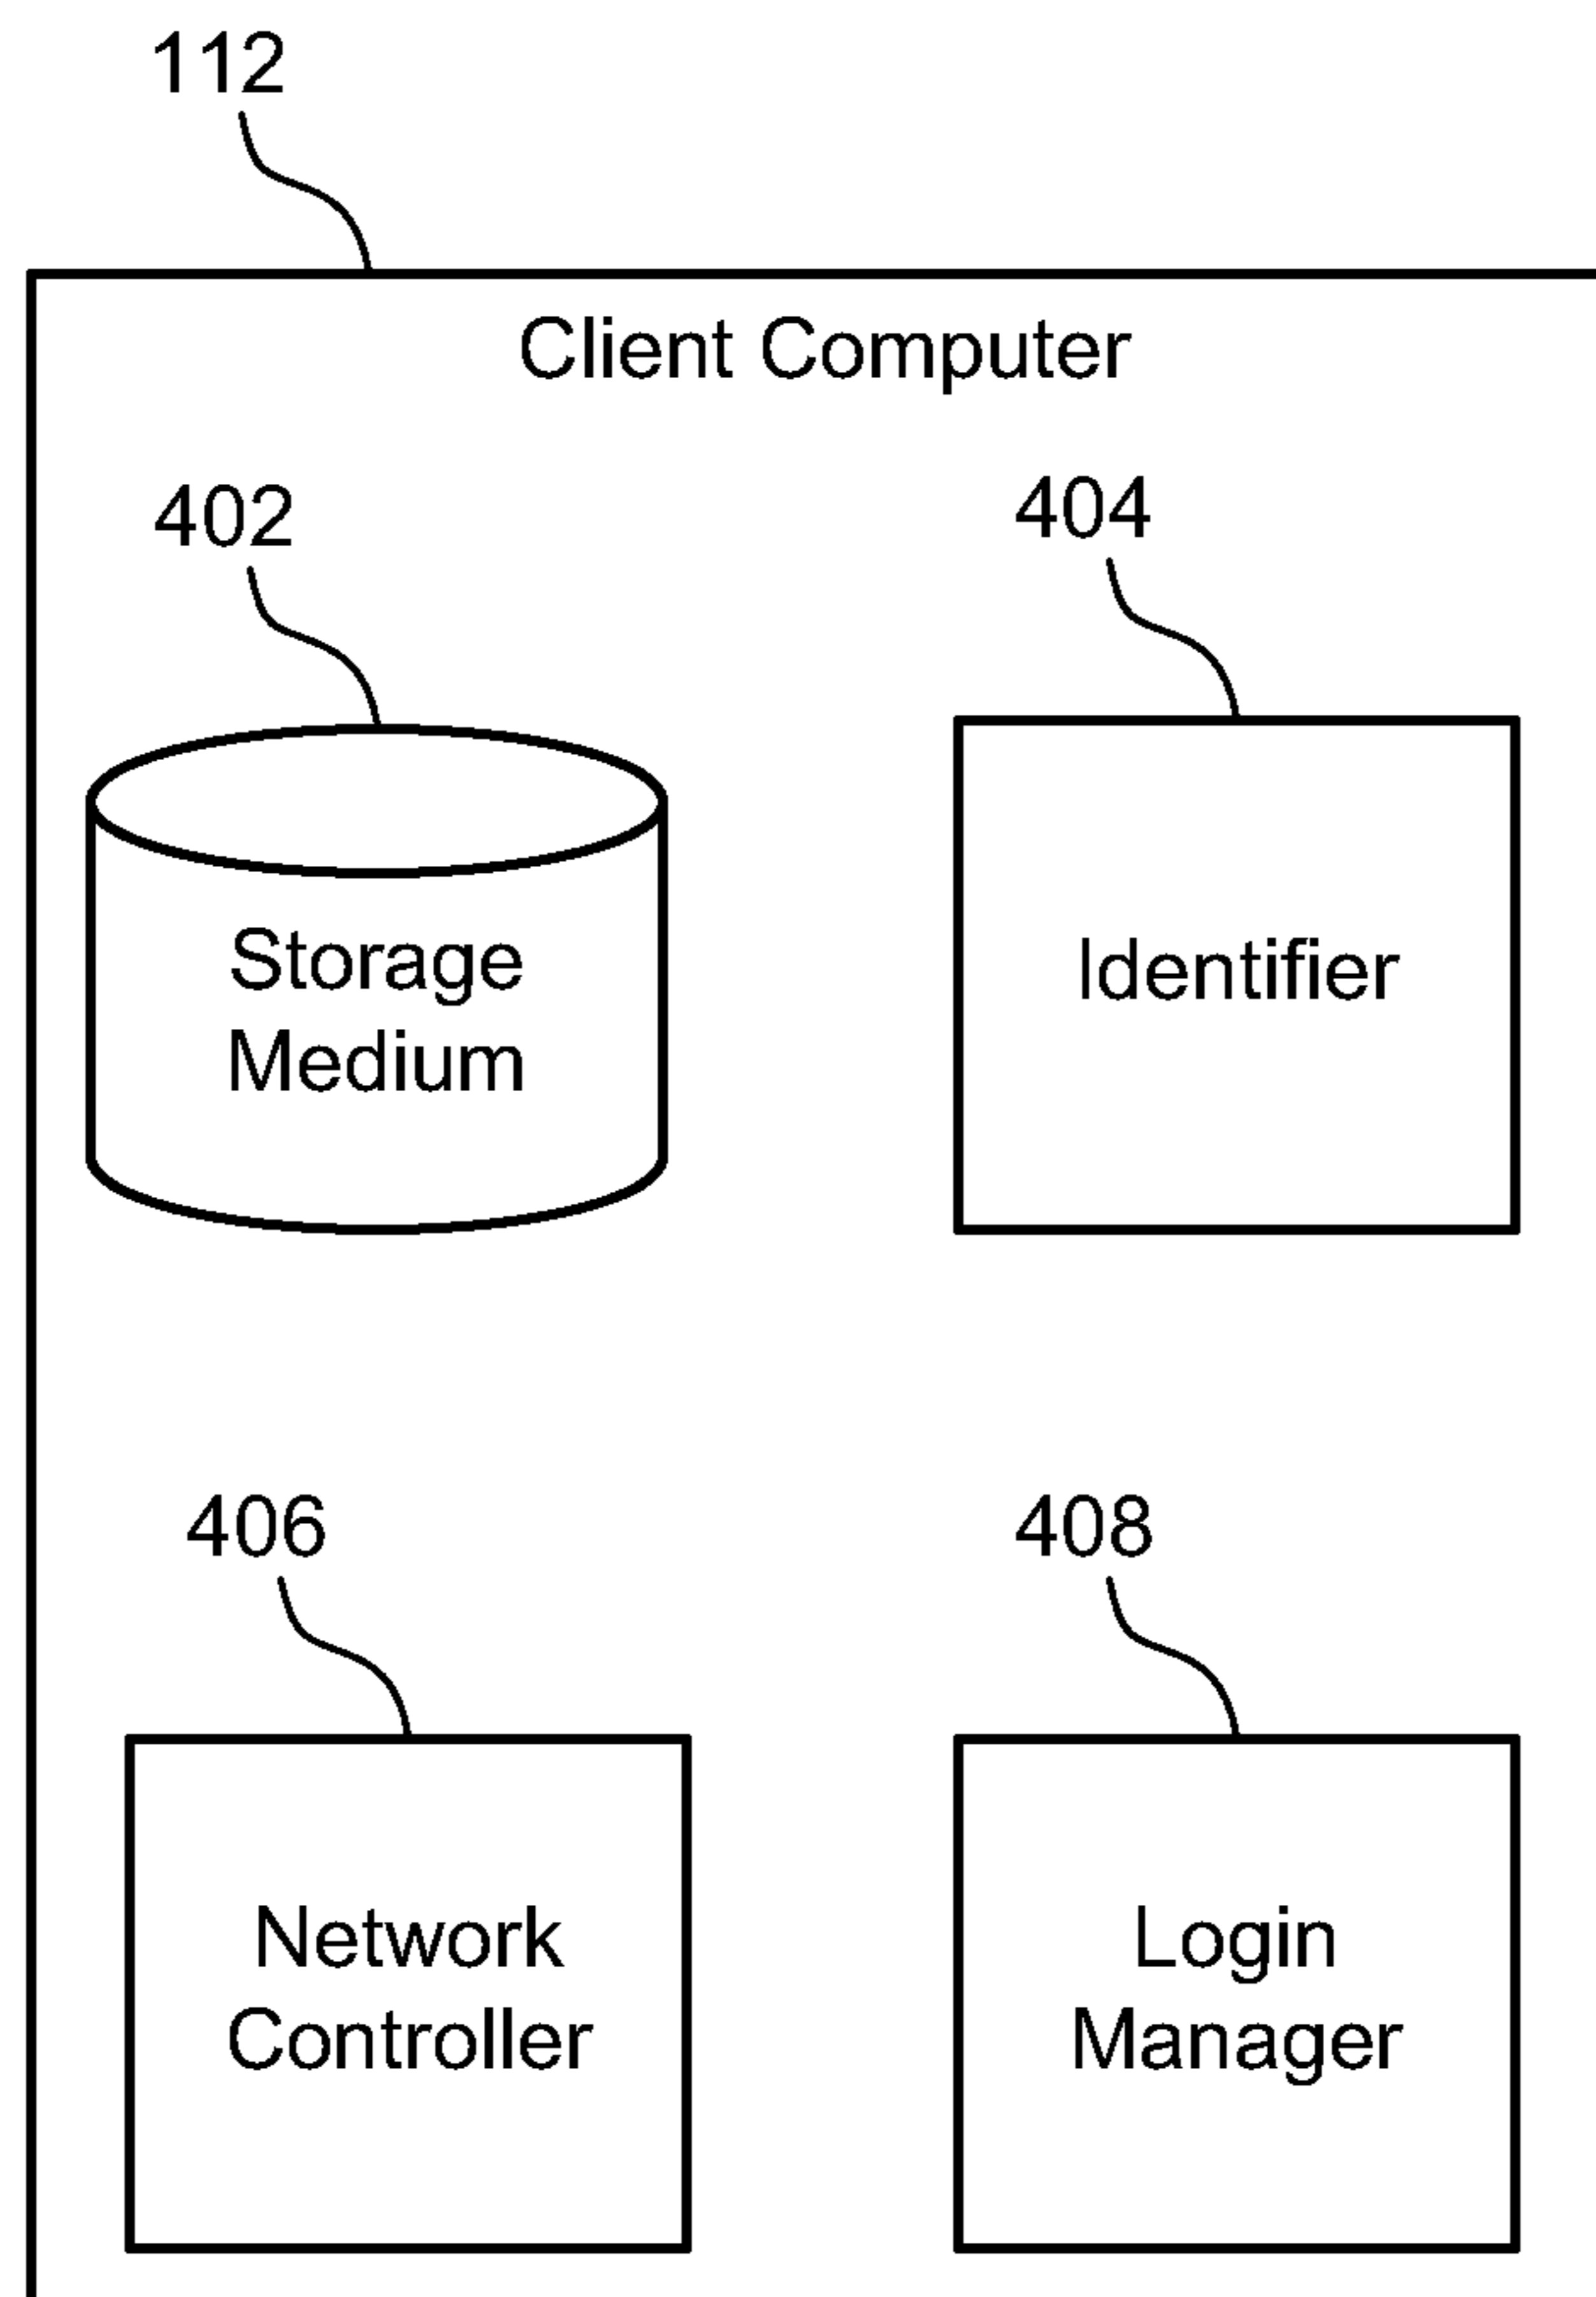 112
Client Computer
402
404
Storage
Medium
Identifier
406
408
Network
Controller
Login
Manager